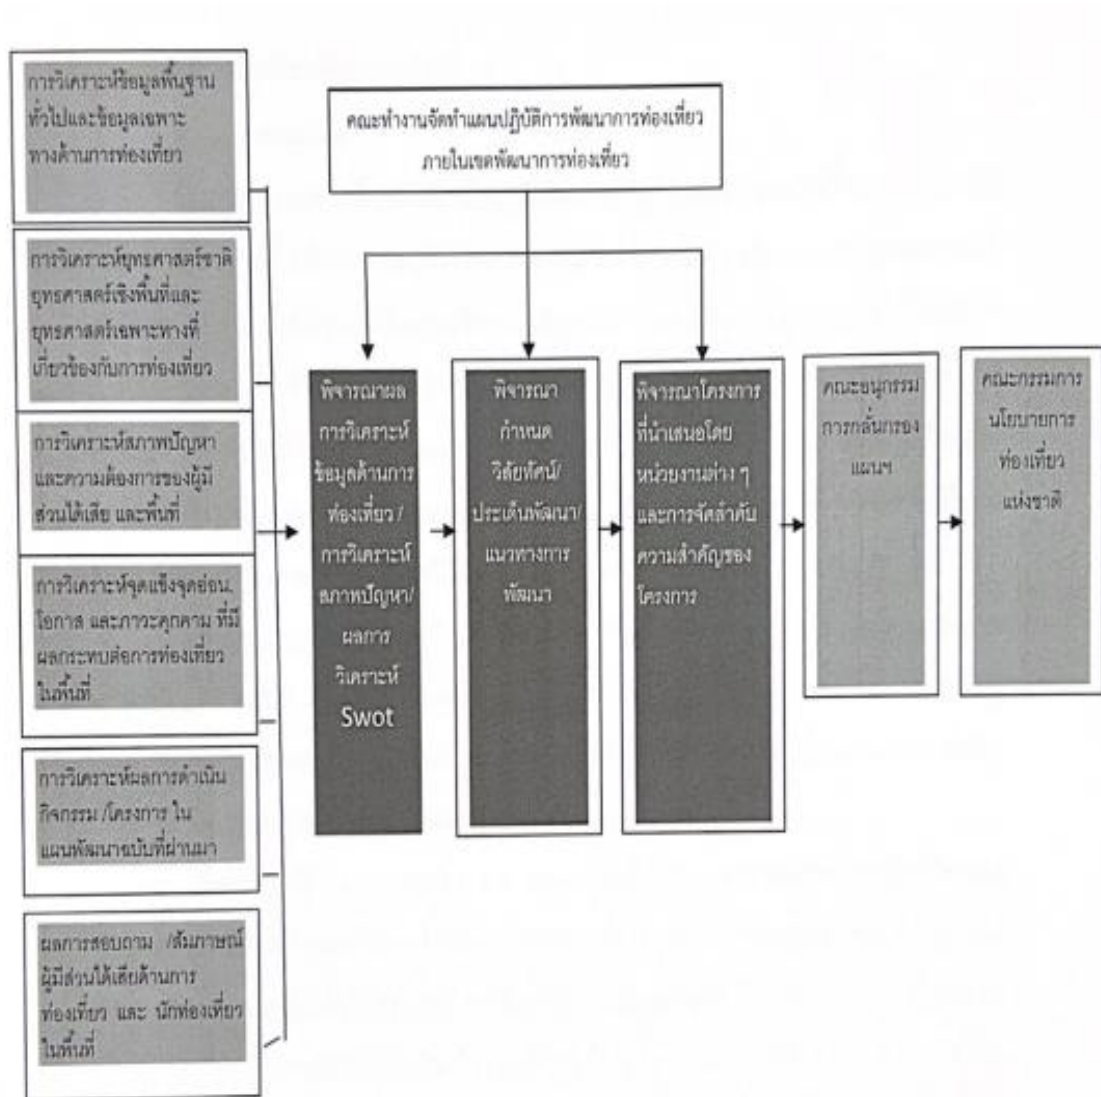 การวิเคราะห์ข้อมูลพื้นฐาน
ทั่วไปและข้อมูลเฉพาะ
ทางด้านการท่องเที่ยว
การวิเคราะห์ยุทธศาสตร์ชาติ
ยุทธศาสตร์เชิงพื้นที่และ
ยุทธศาสตร์เฉพาะทางที่
เกี่ยวข้องกับการท่องเที่ยว
การวิเคราะห์สภาพปัญหา
และความต้องการของผู้มี
ส่วนได้เสีย และพื้นที่
การวิเคราะห์จุดแข็งจุดอ่อน.
โอกาส และภาวะคุกคาม ที่มี
ผลกระทบต่อการท่องเที่ยว
ในพื้นที่
การวิเคราะห์ผลการดำเนิน
กิจกรรม /โครงการ ใน
แผนพัฒนาฉบับที่ผ่านมา
ผลการสอบถาม /สัมภาษณ์
ผู้มีส่วนได้เสียด้านการ
ท่องเที่ยว และ นักท่องเที่ยว
ในพื้นที่
คณะทำงานจัดทำแผนปฏิบัติการพัฒนาการท่องเที่ยว
ภายในเขตพัฒนาการท่องเที่ยว
พิจารณาผล
การวิเคราะห์
ข้อมูลด้านการ
ท่องเที่ยว /
การวิเคราะห์
สภาพปัญหา/
ผลการ
วิเคราะห์
Swot
พิจารณา
กำหนด
วิสัยทัศน์/
ประเด็นพัฒนา/
แนวทางการ
พัฒนา
พิจารณาโครงการ
ที่นำเสนอโดย
หน่วยงานต่าง ๆ
และการจัดลำดับ
ความสำคัญของ
โครงการ
คณะอนุกรรม
การกลั่นกรอง
แผนฯ
คณะกรรมการ
นโยบายการ
ท่องเที่ยว
แห่งชาติ